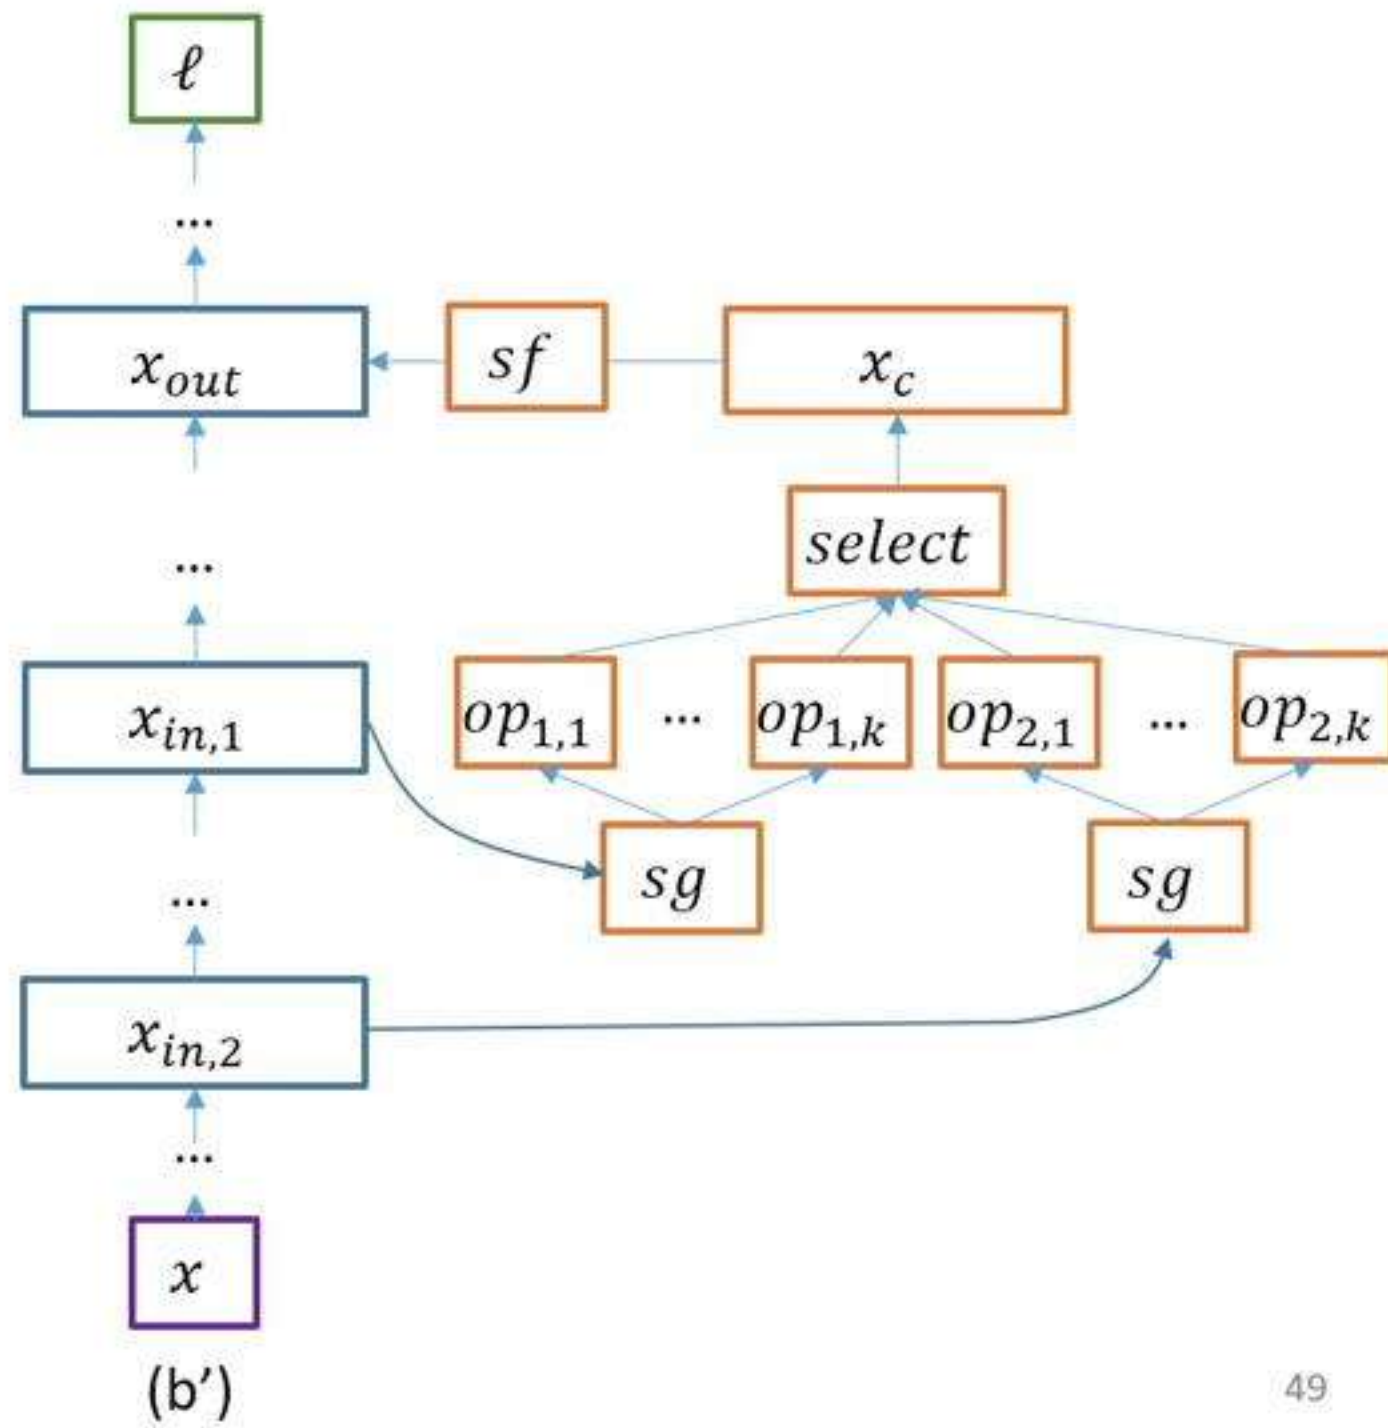 ℓ
...
x_out sf x_c
select
...
x_in,1 op_1,1 ... op_1,k op_2,1 ... op_2,k
... sg sg
x_in,2
...
x
(b')
49